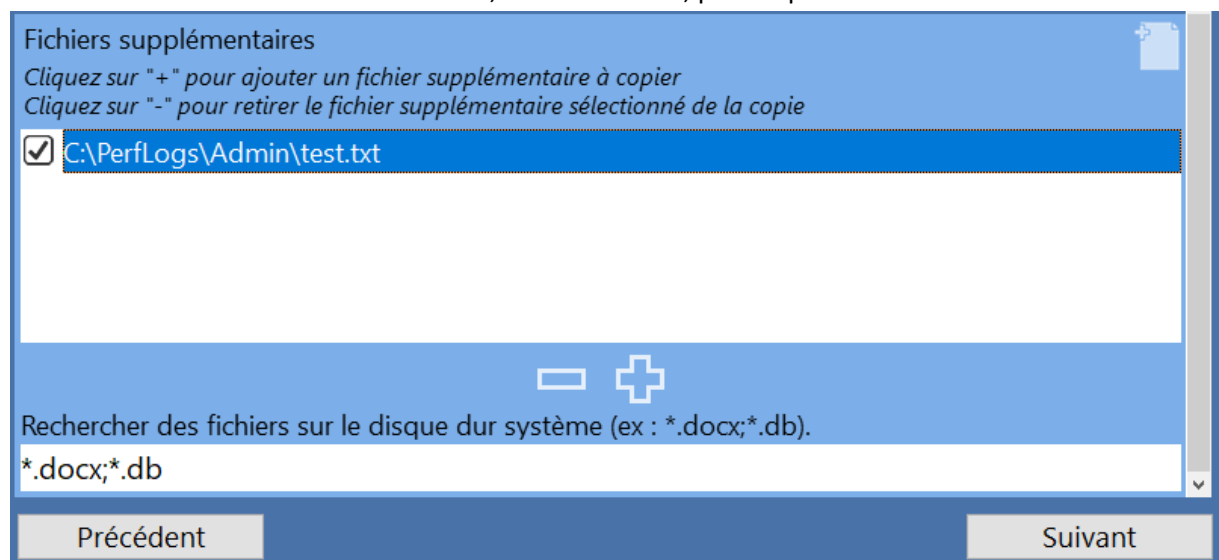 Fichiers supplémentaires
Cliquez sur "+" pour ajouter un fichier supplémentaire à copier
Cliquez sur "-" pour retirer le fichier supplémentaire sélectionné de la copie
C:\PerfLogs\Admin\test.txt
Rechercher des fichiers sur le disque dur système (ex : *.docx;*.db).
*.docx;*.db
Précédent
Suivant